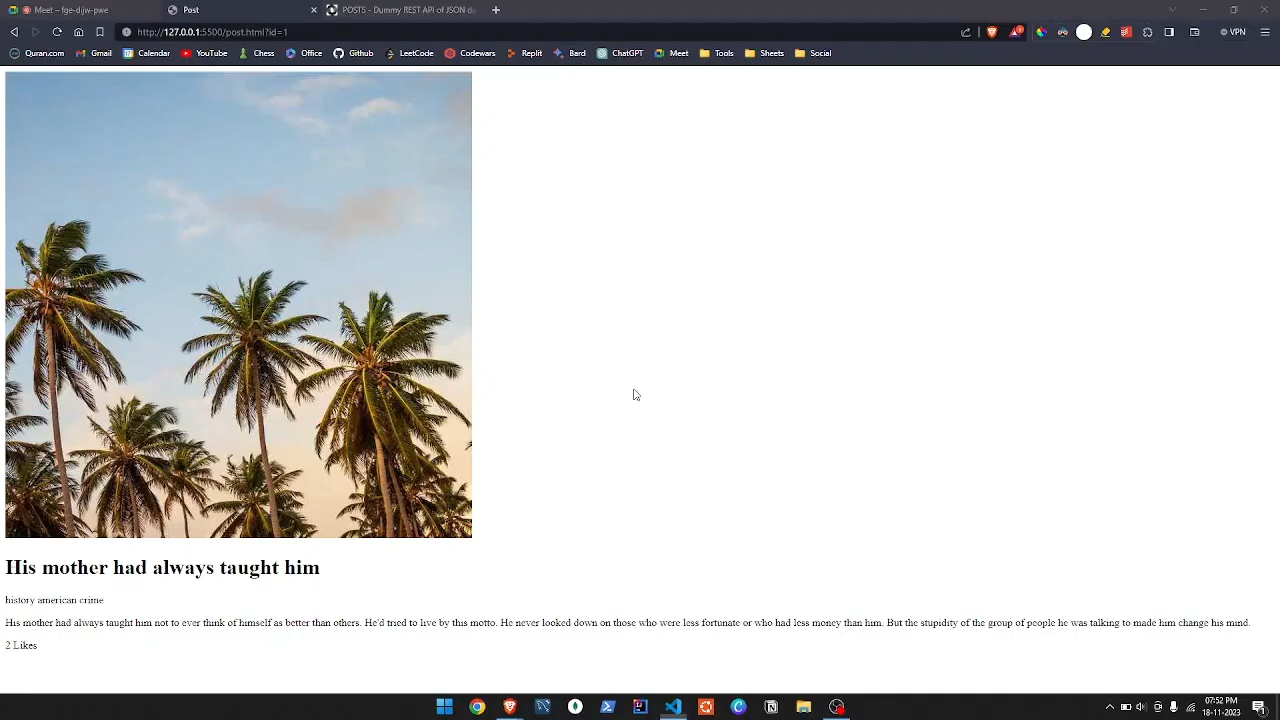 Meet – fge-dijw-pwe
Post
POSTS - Dummy REST API of JSON d
http://127.0.0.1:5500/post.html?id=1
VPN
Quran.com
Gmail
Calendar
YouTube
Chess
Office
Github
LeetCode
Codewars
Replit
Bard
ChatGPT
Meet
Tools
Sheets
Social
His mother had always taught him
history american crime
His mother had always taught him not to ever think of himself as better than others. He'd tried to live by this motto. He never looked down on those who were less fortunate or who had less money than him. But the stupidity of the group of people he was talking to made him change his mind.
2 Likes
07:52 PM
18-11-2023